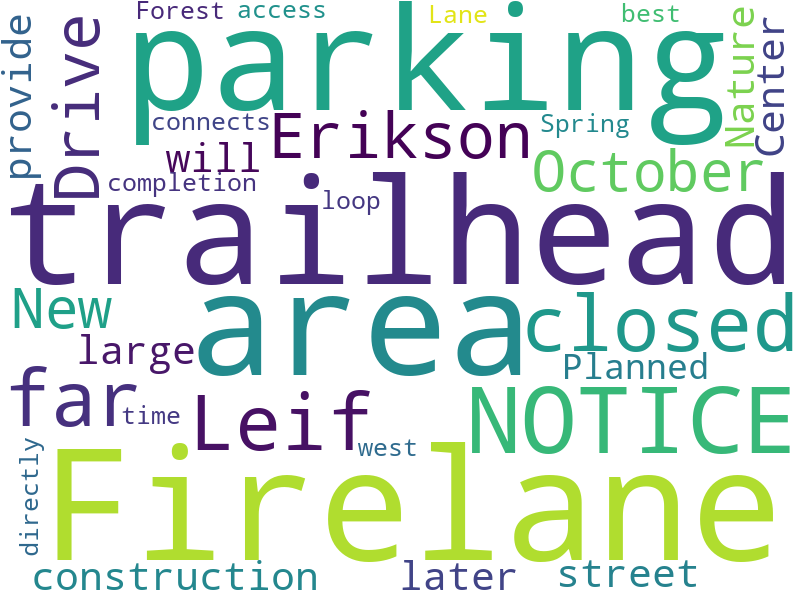 Forest
access
Lane
best
provide
Drive
parking
Nature
Center
connects
Erikson
Spring
will
October
completion
loop
trailhead
New
area
closed
large
Planned
far
time
Leif
NOTICE
west
directly
Firelane
construction
later
street